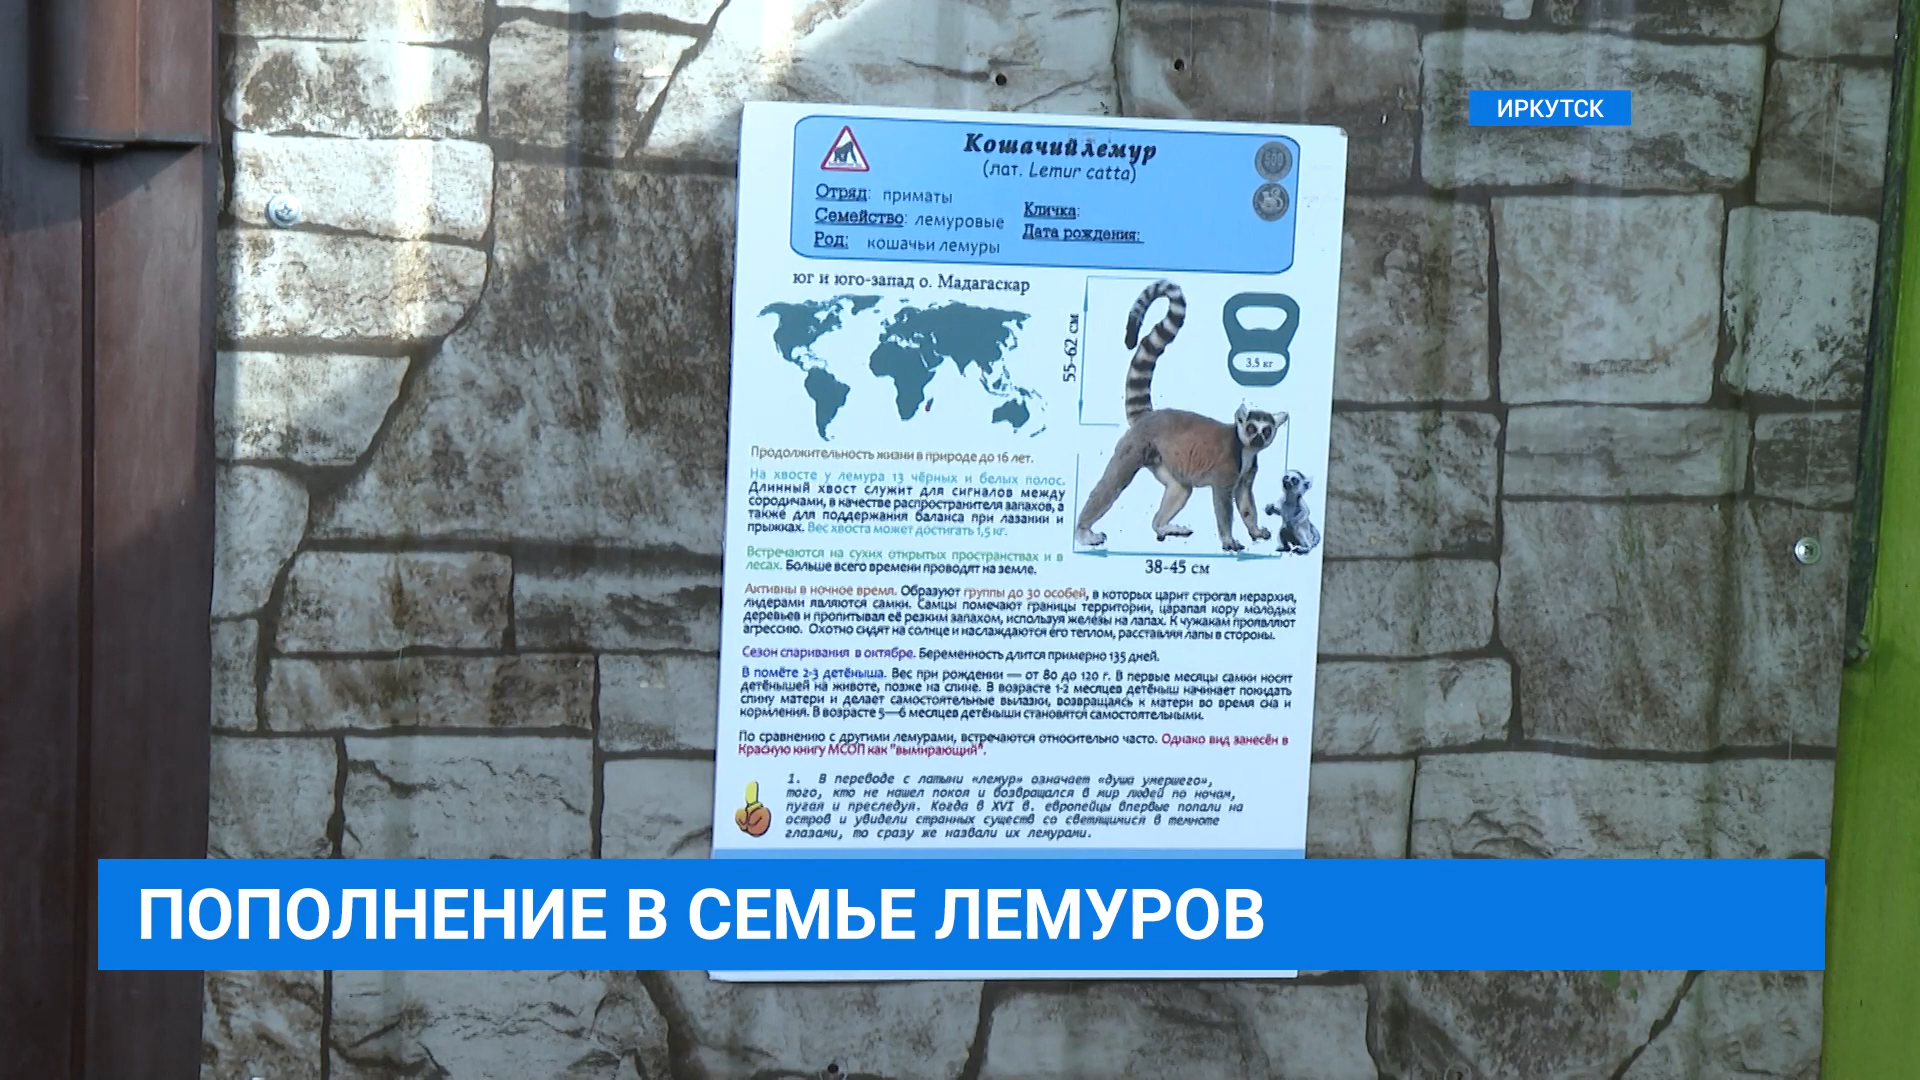 ИРКУТСК
Кошачий лемур
(лат. Lemur catta)
Отряд: приматы
Семейство: лемуровые
Род: кошачьи лемуры
Кличка:
Дата рождения:
юг и юго-запад о. Мадагаскар
55-62 см
3,5 кг
38-45 см
Продолжительность жизни в природе до 16 лет.
На хвосте у лемура 13 чёрных и белых полос.
Длинный хвост служит для сигналов между
сородичами, в качестве распространителя запахов, а
также для поддержания баланса при лазании и
прыжках. Вес хвоста может достигать 1,5 кг.
Встречаются на сухих открытых пространствах и в
лесах. Больше всего времени проводят на земле.
Активны в ночное время. Образуют группы до 30 особей, в которых царит строгая иерархия,
лидерами являются самки. Самцы помечают границы территории, царапая кору молодых
деревьев и пропитывая её резким запахом, используя железы на лапах. К чужакам проявляют
агрессию. Охотно сидят на солнце и наслаждаются его теплом, расставляя лапы в стороны.
Сезон спаривания в октябре. Беременность длится примерно 135 дней.
В помёте 2-3 детёныша. Вес при рождении — от 80 до 120 г. В первые месяцы самки носят
детёнышей на животе, позже на спине. В возрасте 1-2 месяцев детёныш начинает покидать
спину матери и делает самостоятельные вылазки, возвращаясь к матери во время сна и
кормления. В возрасте 5—6 месяцев детёныши становятся самостоятельными.
По сравнению с другими лемурами, встречаются относительно часто. Однако вид занесён в
Красную книгу МСОП как "вымирающий".
1. В переводе с латыни «лемур» означает «душа умершего»,
того, кто не нашел покоя и возвращался в мир людей по ночам,
пугая и преследуя. Когда в XVI в. европейцы впервые попали на
остров и увидели странных существ со светящимися в темноте
глазами, то сразу же назвали их лемурами.
ПОПОЛНЕНИЕ В СЕМЬЕ ЛЕМУРОВ